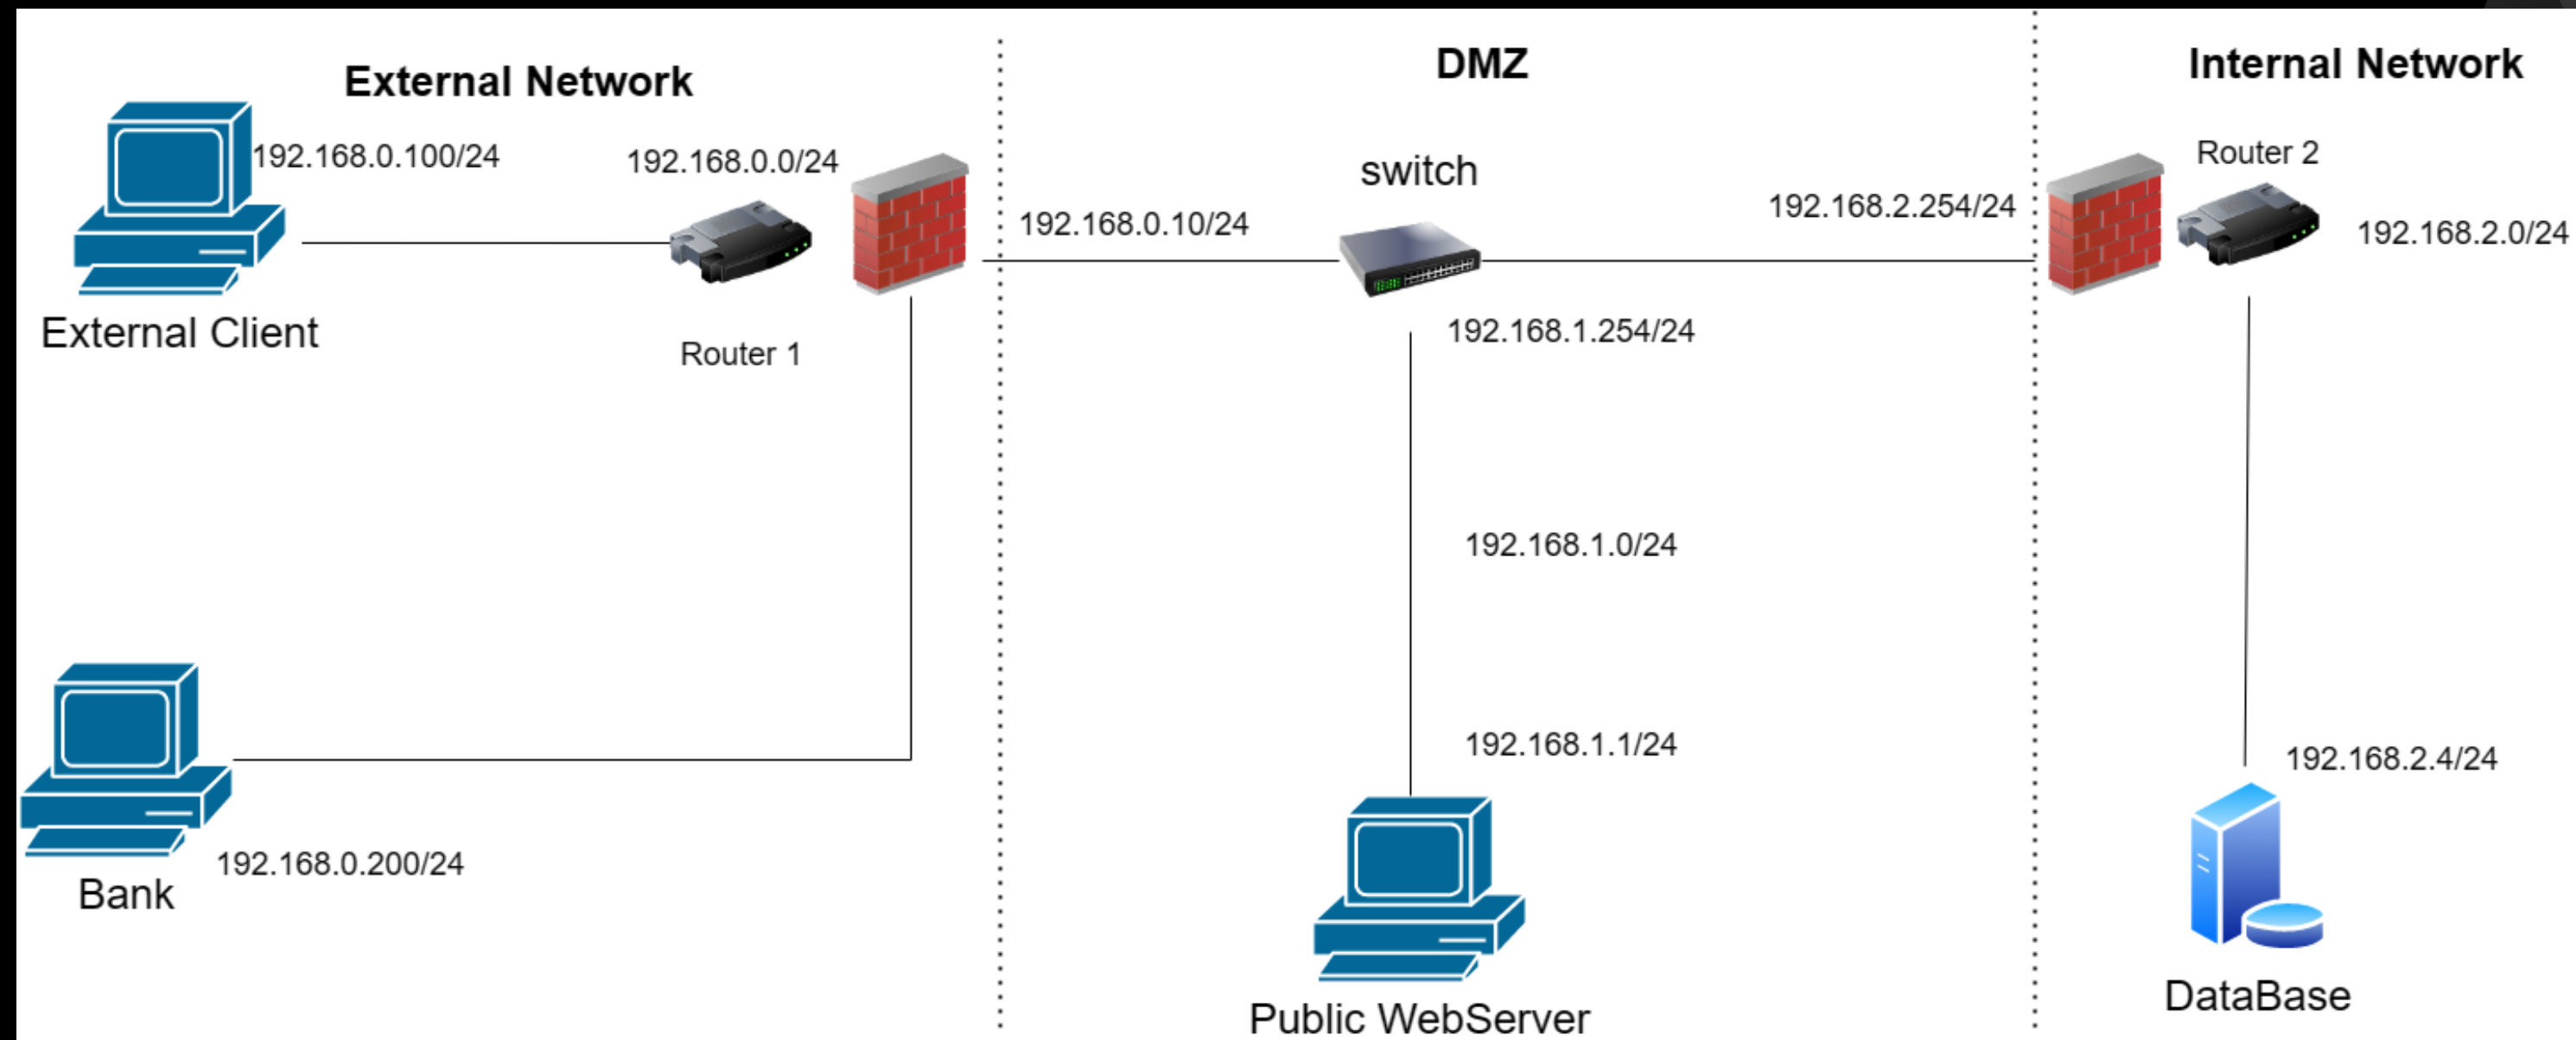 External Network
DMZ
Internal Network
192.168.0.100/24
192.168.0.0/24
switch
Router 2
192.168.0.10/24
192.168.2.254/24
192.168.2.0/24
External Client
Router 1
192.168.1.254/24
192.168.1.0/24
192.168.1.1/24
192.168.2.4/24
192.168.0.200/24
Bank
Public WebServer
DataBase